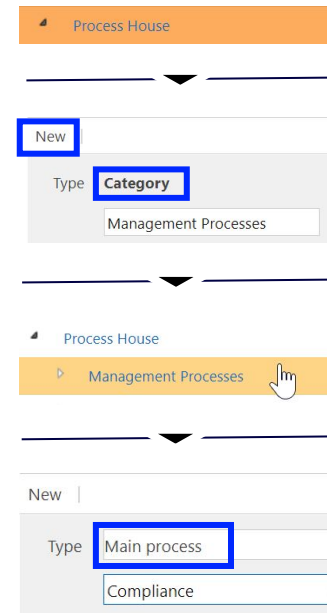 Process House
New
Type Category
Management Processes
Process House
Management Processes
New
Type Main process
Compliance